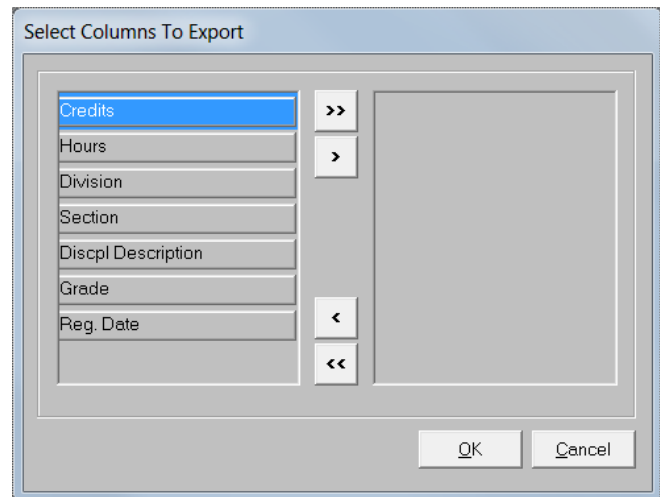 Select Columns To Export
Credits
Hours
Division
Section
Discpl Description
Grade
Reg. Date
>>
>
<
<<
OK
Cancel